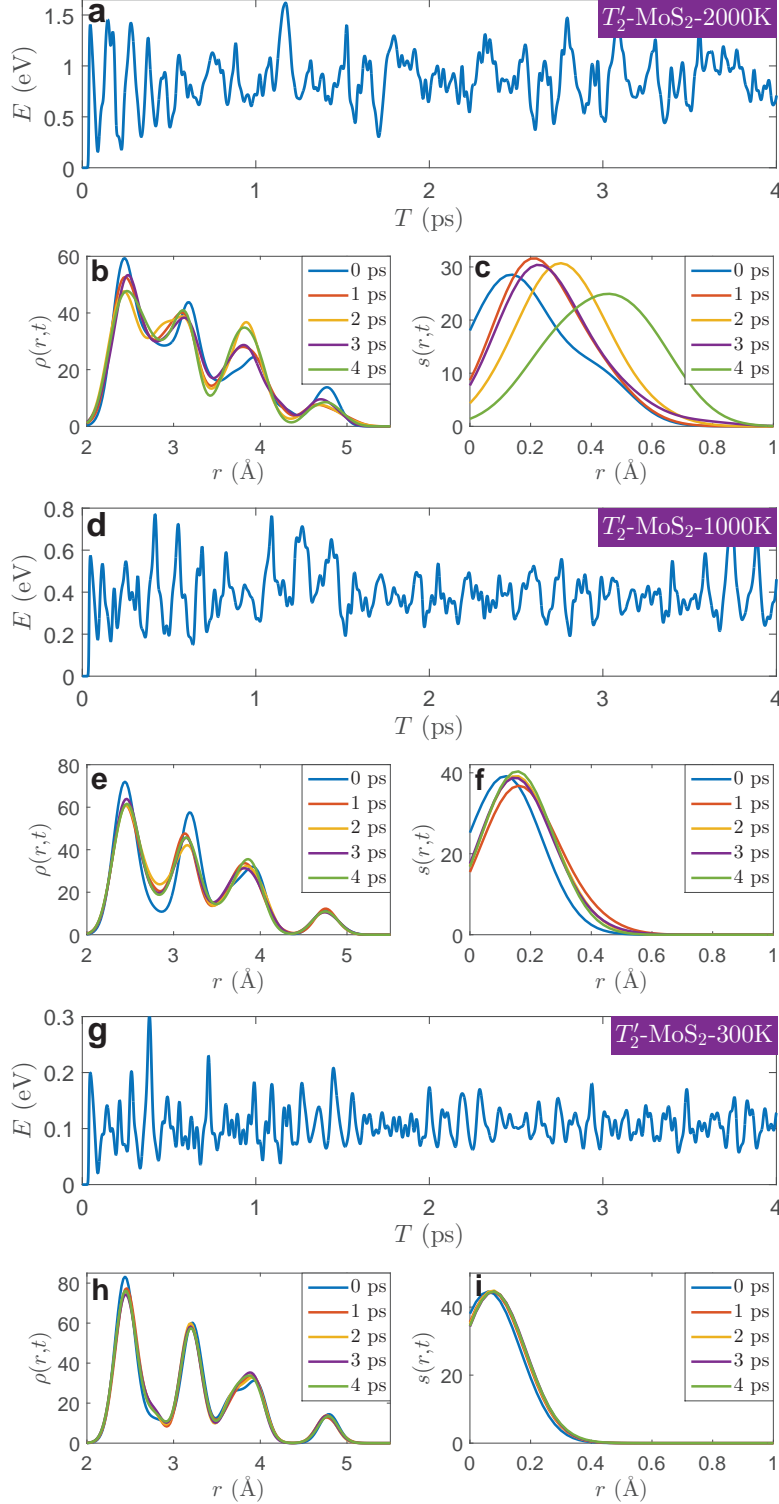 a
T′₂-MoS₂-2000K
E (eV)
1.5
1
0.5
0
0 1 2 3 4
T (ps)
b
ρ(r,t)
60
40
20
0
2 3 4 5
r (Å)
0 ps
1 ps
2 ps
3 ps
4 ps
c
s(r,t)
30
20
10
0
0 0.2 0.4 0.6 0.8 1
r (Å)
0 ps
1 ps
2 ps
3 ps
4 ps
d
T′₂-MoS₂-1000K
E (eV)
0.8
0.6
0.4
0.2
0
0 1 2 3 4
T (ps)
e
ρ(r,t)
80
60
40
20
0
2 3 4 5
r (Å)
0 ps
1 ps
2 ps
3 ps
4 ps
f
s(r,t)
40
20
0
0 0.2 0.4 0.6 0.8 1
r (Å)
0 ps
1 ps
2 ps
3 ps
4 ps
g
T′₂-MoS₂-300K
E (eV)
0.3
0.2
0.1
0
0 1 2 3 4
T (ps)
h
ρ(r,t)
80
60
40
20
0
2 3 4 5
r (Å)
0 ps
1 ps
2 ps
3 ps
4 ps
i
s(r,t)
40
20
0
0 0.2 0.4 0.6 0.8 1
r (Å)
0 ps
1 ps
2 ps
3 ps
4 ps